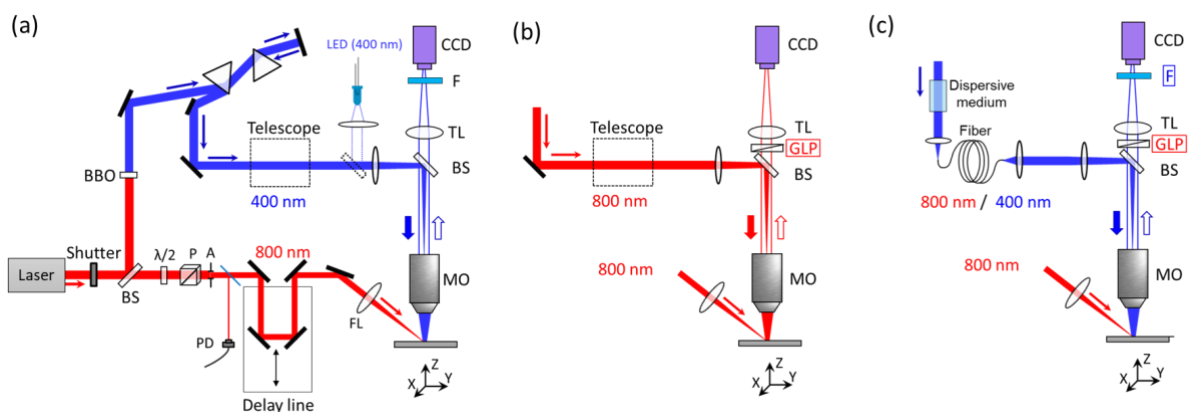 (a)
LED (400 nm)
CCD
F
Telescope
TL
BBO
BS
400 nm
Shutter
λ/2
P
A
800 nm
Laser
MO
BS
FL
PD
Z
X
Y
Delay line
(b)
CCD
Telescope
TL
GLP
BS
800 nm
800 nm
MO
Z
X
Y
(c)
CCD
F
Dispersive
medium
Fiber
TL
GLP
BS
800 nm / 400 nm
800 nm
MO
Z
X
Y